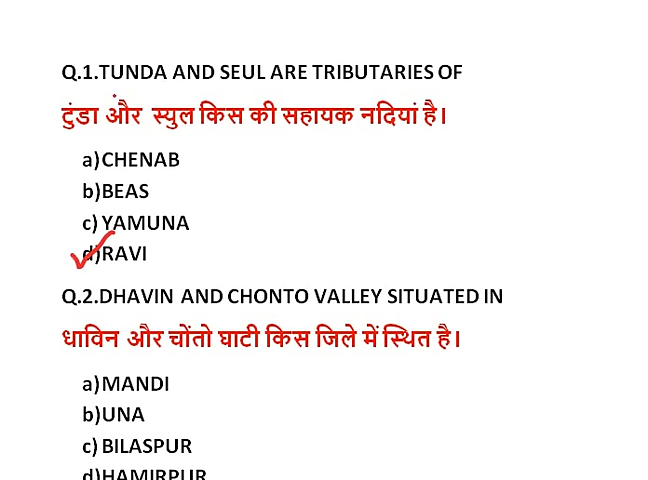 Q.1.TUNDA AND SEUL ARE TRIBUTARIES OF
टुंडा और स्युल किस की सहायक नदियां है।
a)CHENAB
b)BEAS
c) YAMUNA
d)RAVI
Q.2.DHAVIN AND CHONTO VALLEY SITUATED IN
धाविन और चोंतो घाटी किस जिले में स्थित है।
a)MANDI
b)UNA
c) BILASPUR
d)HAMIRPUR